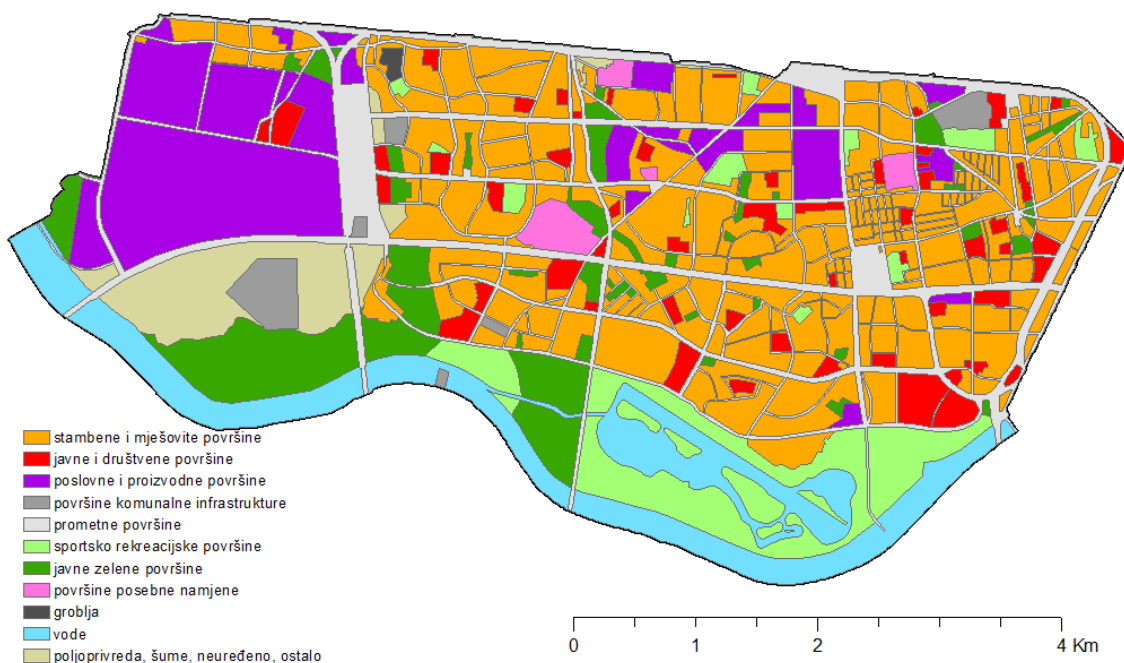 stambene i mješovite površine
javne i društvene površine
poslovne i proizvodne površine
površine komunalne infrastrukture
prometne površine
sportsko rekreacijske površine
javne zelene površine
površine posebne namjene
groblja
vode
poljoprivreda, šume, neuređeno, ostalo
0 1 2 4 Km